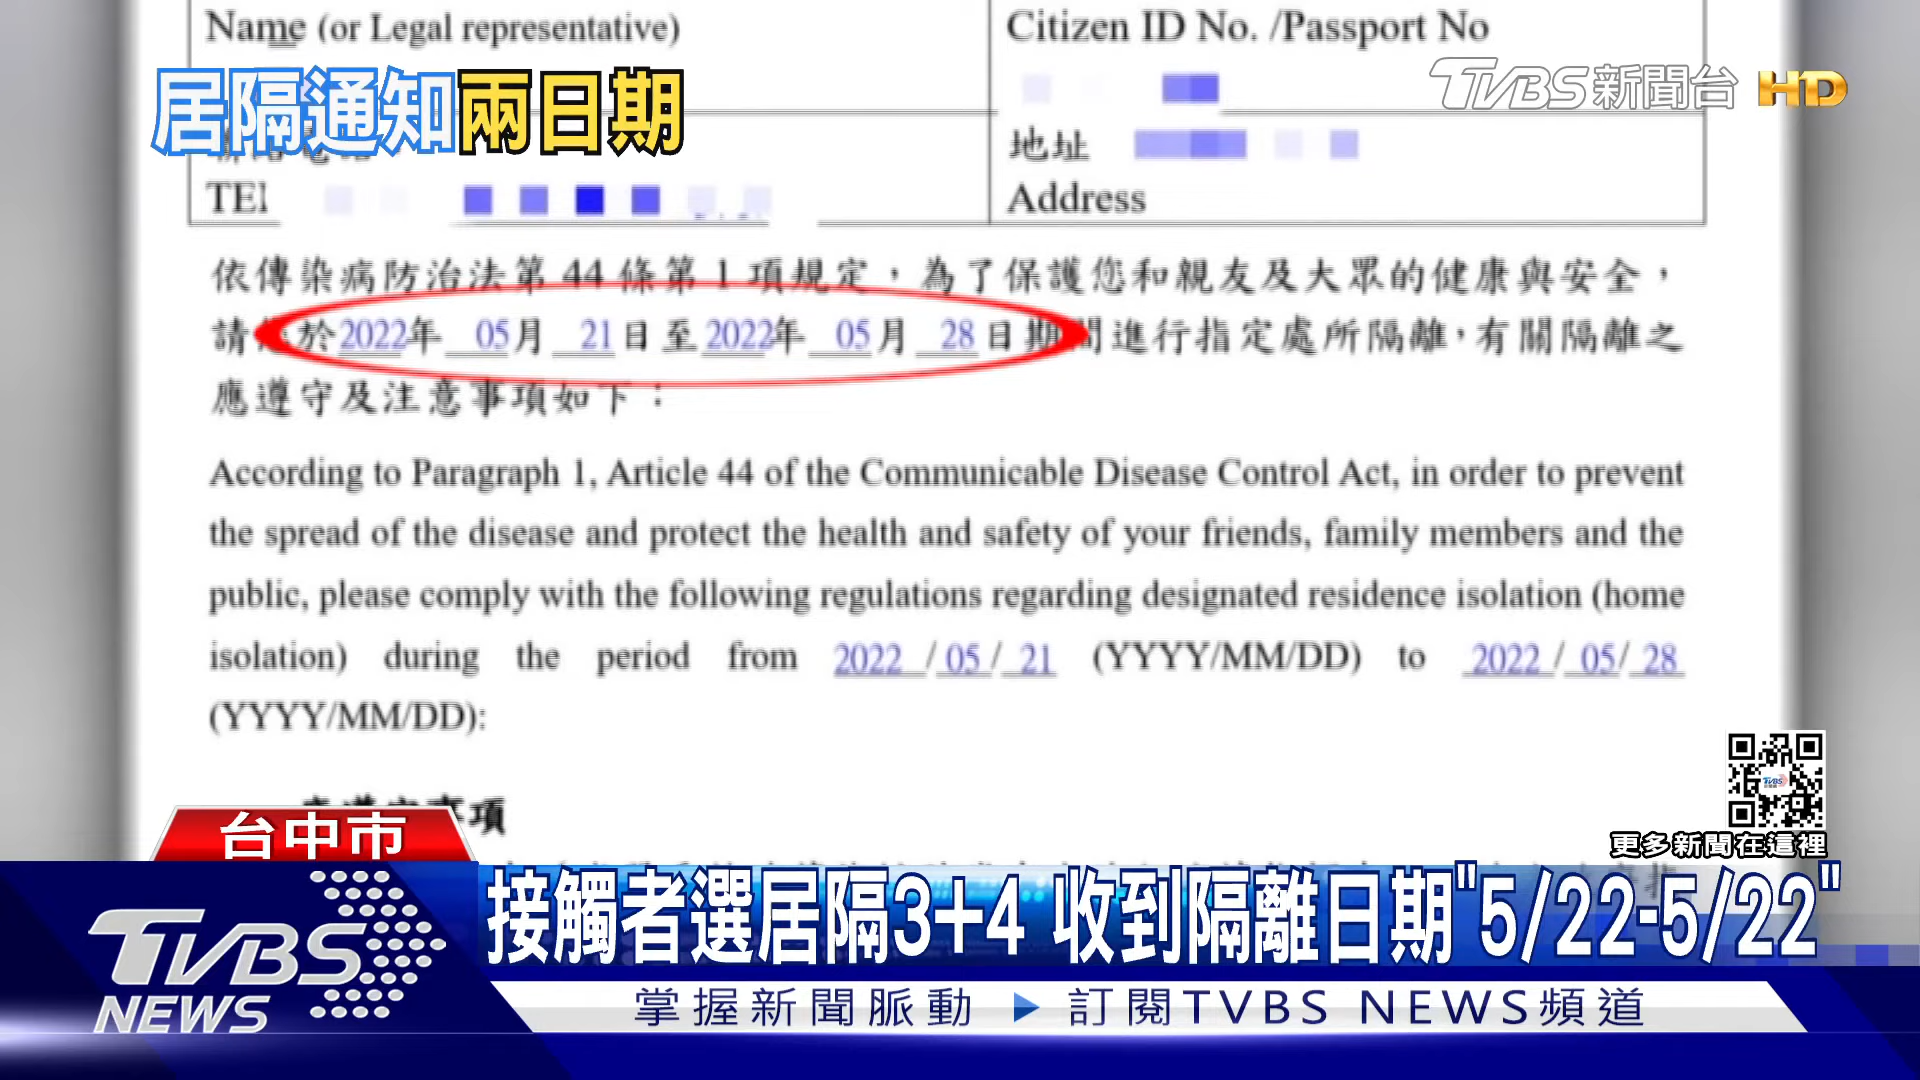 Name (or Legal representative)
Citizen ID No. /Passport No
居隔通知兩日期
TVBS新聞台 HD
地址
TEL
Address
依傳染病防治法第 44 條第 1 項規定，為了保護您和親友及大眾的健康與安全，
請 於2022年 05月 21日至2022年 05月 28日期間進行指定處所隔離，有關隔離之
應遵守及注意事項如下：
According to Paragraph 1, Article 44 of the Communicable Disease Control Act, in order to prevent
the spread of the disease and protect the health and safety of your friends, family members and the
public, please comply with the following regulations regarding designated residence isolation (home
isolation) during the period from 2022 / 05 / 21 (YYYY/MM/DD) to 2022 / 05 / 28
(YYYY/MM/DD):
事項
TVBS
更多新聞在這裡
台中市
接觸者選居隔3+4 收到隔離日期"5/22-5/22"
TVBS
NEWS
掌握新聞脈動 ▶ 訂閱TVBS NEWS頻道